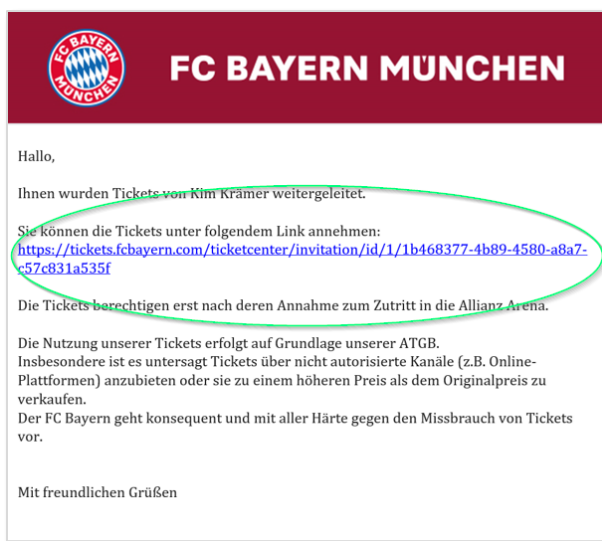 FC BAYERN
MÜNCHEN
FC BAYERN MÜNCHEN
Hallo,
Ihnen wurden Tickets von Kim Krämer weitergeleitet.
Sie können die Tickets unter folgendem Link annehmen:
https://tickets.fcbayern.com/ticketcenter/invitation/id/1/1b468377-4b89-4580-a8a7-
c57c831a535f
Die Tickets berechtigen erst nach deren Annahme zum Zutritt in die Allianz Arena.
Die Nutzung unserer Tickets erfolgt auf Grundlage unserer ATGB.
Insbesondere ist es untersagt Tickets über nicht autorisierte Kanäle (z.B. Online-
Plattformen) anzubieten oder sie zu einem höheren Preis als dem Originalpreis zu
verkaufen.
Der FC Bayern geht konsequent und mit aller Härte gegen den Missbrauch von Tickets
vor.
Mit freundlichen Grüßen